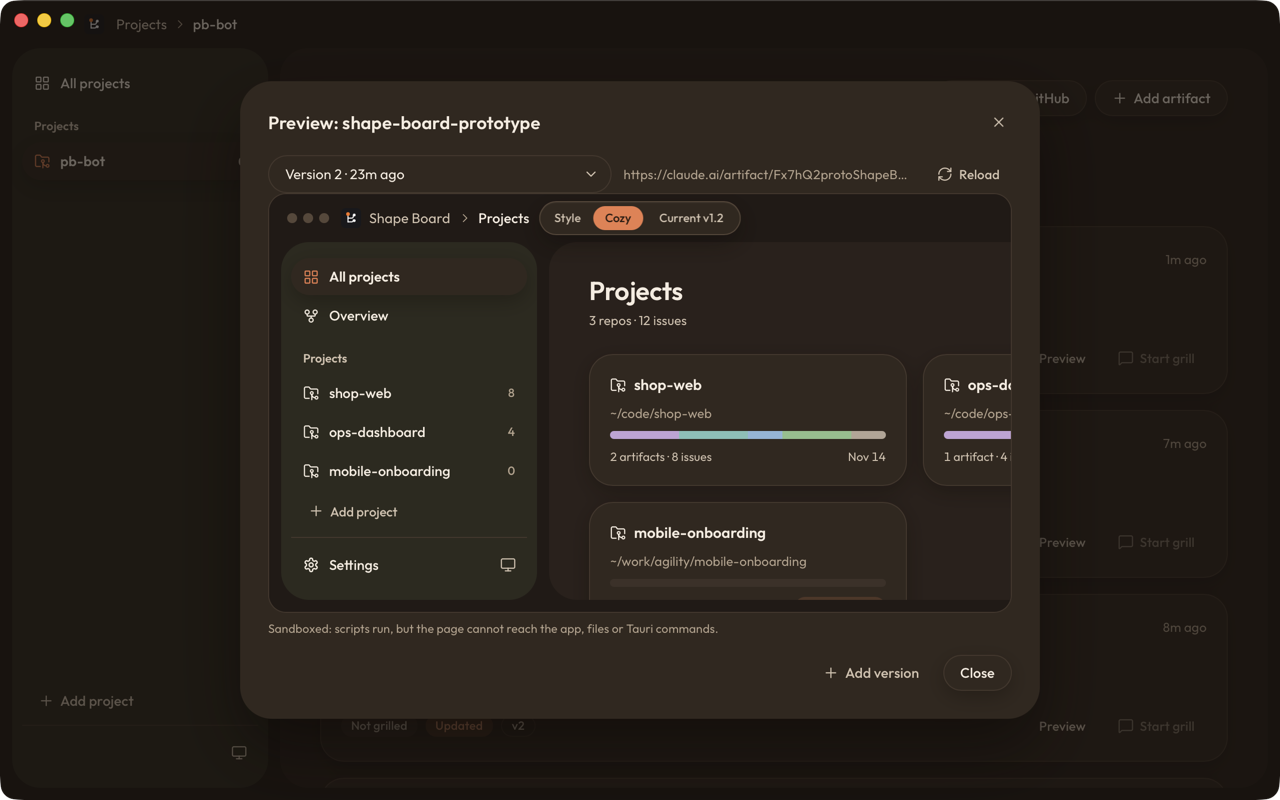 Projects > pb-bot
All projects
Projects
pb-bot
Add project
Add artifact
1m ago
Preview
Start grill
7m ago
Preview
Start grill
8m ago
Not grilled
Updated
v2
Preview
Start grill
Preview: shape-board-prototype
Version 2 · 23m ago
https://claude.ai/artifact/Fx7hQ2protoShapeB...
Reload
Shape Board > Projects
Style
Cozy
Current v1.2
All projects
Overview
Projects
shop-web 8
ops-dashboard 4
mobile-onboarding 0
Add project
Settings
Projects
3 repos · 12 issues
shop-web
~/code/shop-web
2 artifacts · 8 issues
Nov 14
~/code/ops-
1 artifact · 4
mobile-onboarding
~/work/agility/mobile-onboarding
Sandboxed: scripts run, but the page cannot reach the app, files or Tauri commands.
Add version
Close